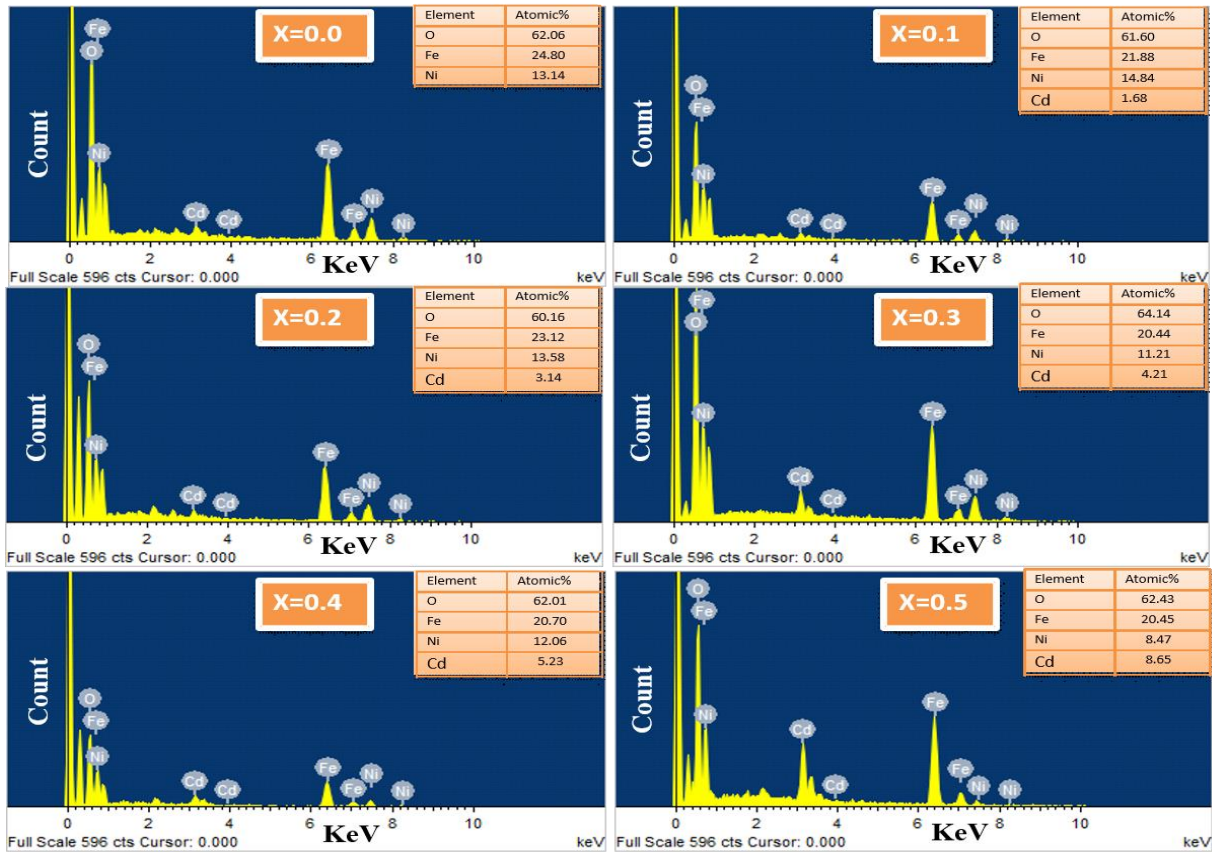 X=0.0
Element Atomic%
O 62.06
Fe 24.80
Ni 13.14
Count
Fe
O
Ni
Cd
Cd
Fe
Fe
Ni
Ni
0 2 4 6 8 10
KeV
Full Scale 596 cts Cursor: 0.000 keV
X=0.1
Element Atomic%
O 61.60
Fe 21.88
Ni 14.84
Cd 1.68
Count
O
Fe
Ni
Cd
Cd
Fe
Fe
Ni
Ni
0 2 4 6 8 10
KeV
Full Scale 596 cts Cursor: 0.000 keV
X=0.2
Element Atomic%
O 60.16
Fe 23.12
Ni 13.58
Cd 3.14
Count
O
Fe
Ni
Cd
Cd
Fe
Fe
Ni
Ni
0 2 4 6 8 10
KeV
Full Scale 596 cts Cursor: 0.000 keV
X=0.3
Element Atomic%
O 64.14
Fe 20.44
Ni 11.21
Cd 4.21
Count
Fe
O
Ni
Cd
Cd
Fe
Fe
Ni
Ni
0 2 4 6 8 10
KeV
Full Scale 596 cts Cursor: 0.000 keV
X=0.4
Element Atomic%
O 62.01
Fe 20.70
Ni 12.06
Cd 5.23
Count
O
Fe
Ni
Cd
Cd
Fe
Fe
Ni
Ni
0 2 4 6 8 10
KeV
Full Scale 596 cts Cursor: 0.000 keV
X=0.5
Element Atomic%
O 62.43
Fe 20.45
Ni 8.47
Cd 8.65
Count
O
Fe
Ni
Cd
Cd
Fe
Fe
Ni
Ni
0 2 4 6 8 10
KeV
Full Scale 596 cts Cursor: 0.000 keV